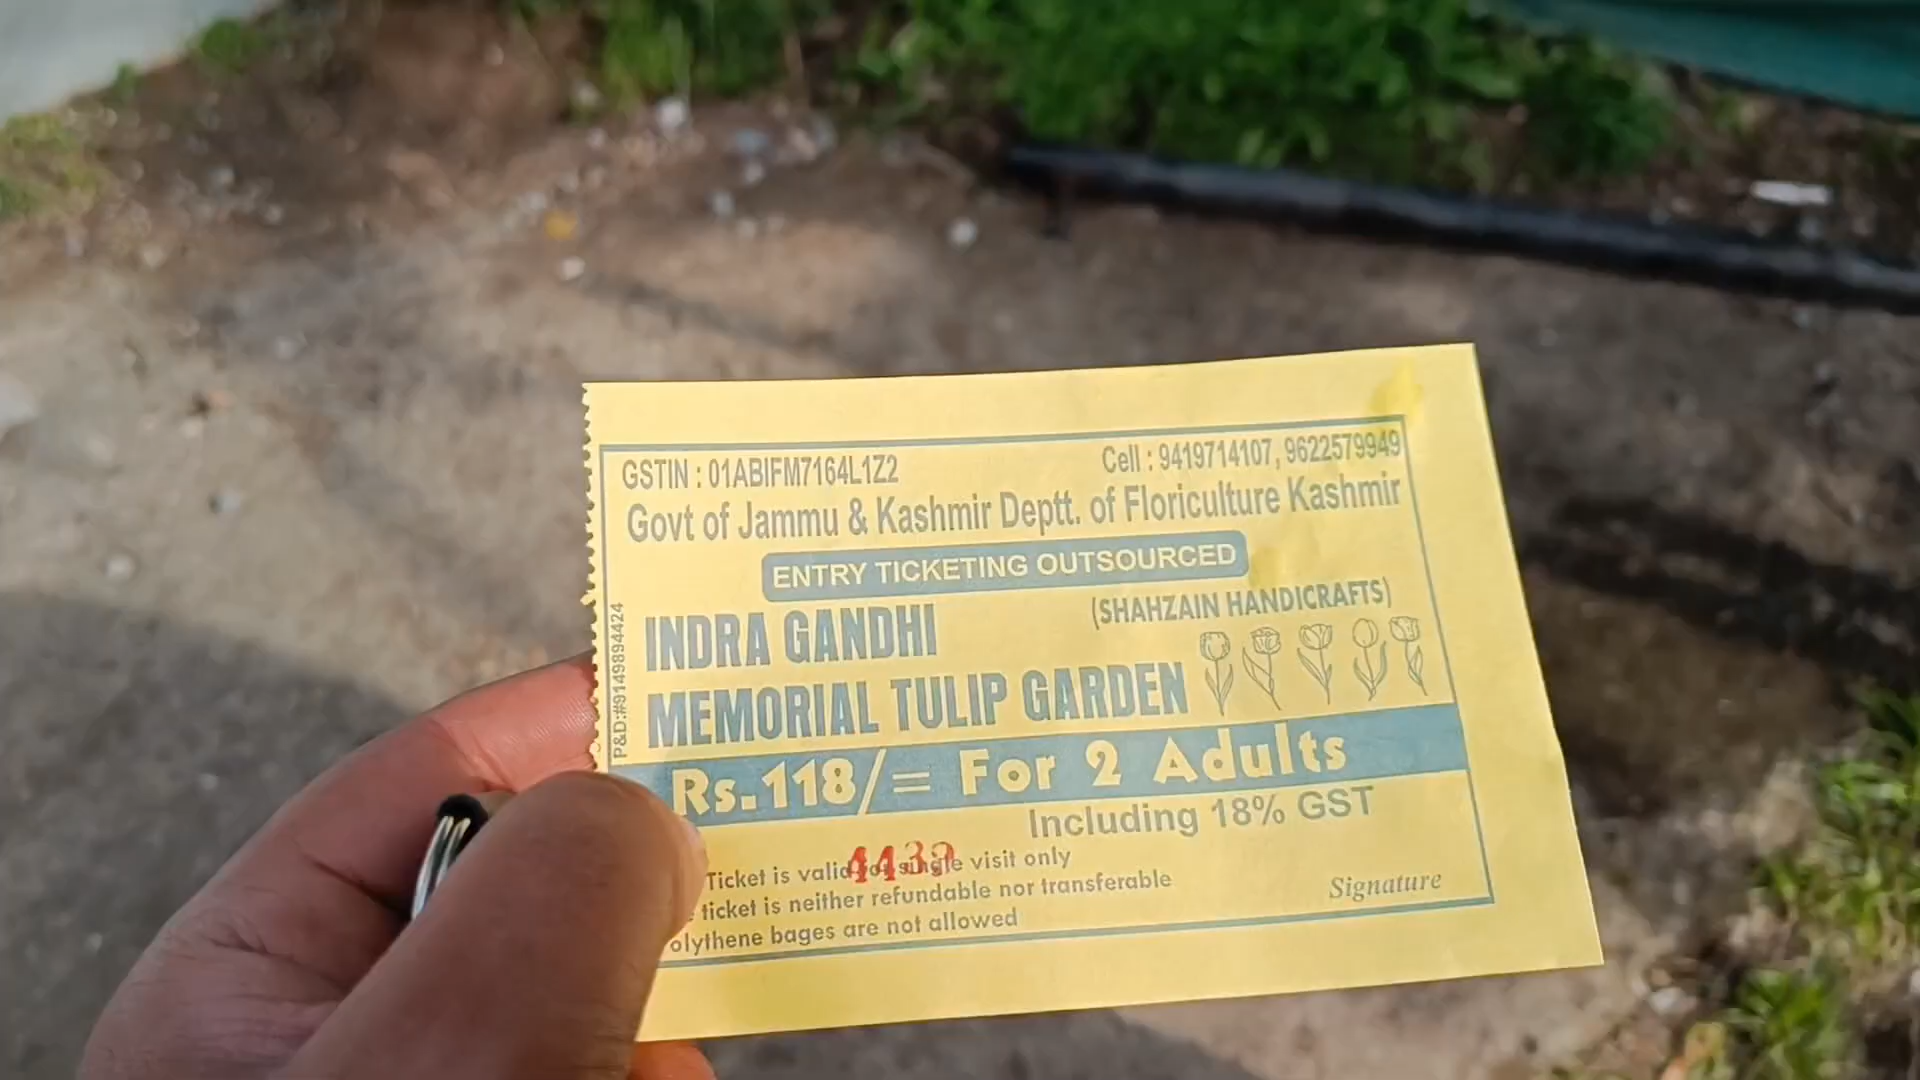 GSTIN : 01ABIFM7164L1Z2
Cell : 9419714107, 9622579949
Govt of Jammu & Kashmir Deptt. of Floriculture Kashmir
ENTRY TICKETING OUTSOURCED
(SHAHZAIN HANDICRAFTS)
INDRA GANDHI
MEMORIAL TULIP GARDEN
P&D:#9149894424
Rs.118/= For 2 Adults
Including 18% GST
4439
Ticket is valid for single visit only
ticket is neither refundable nor transferable
olythene bages are not allowed
Signature